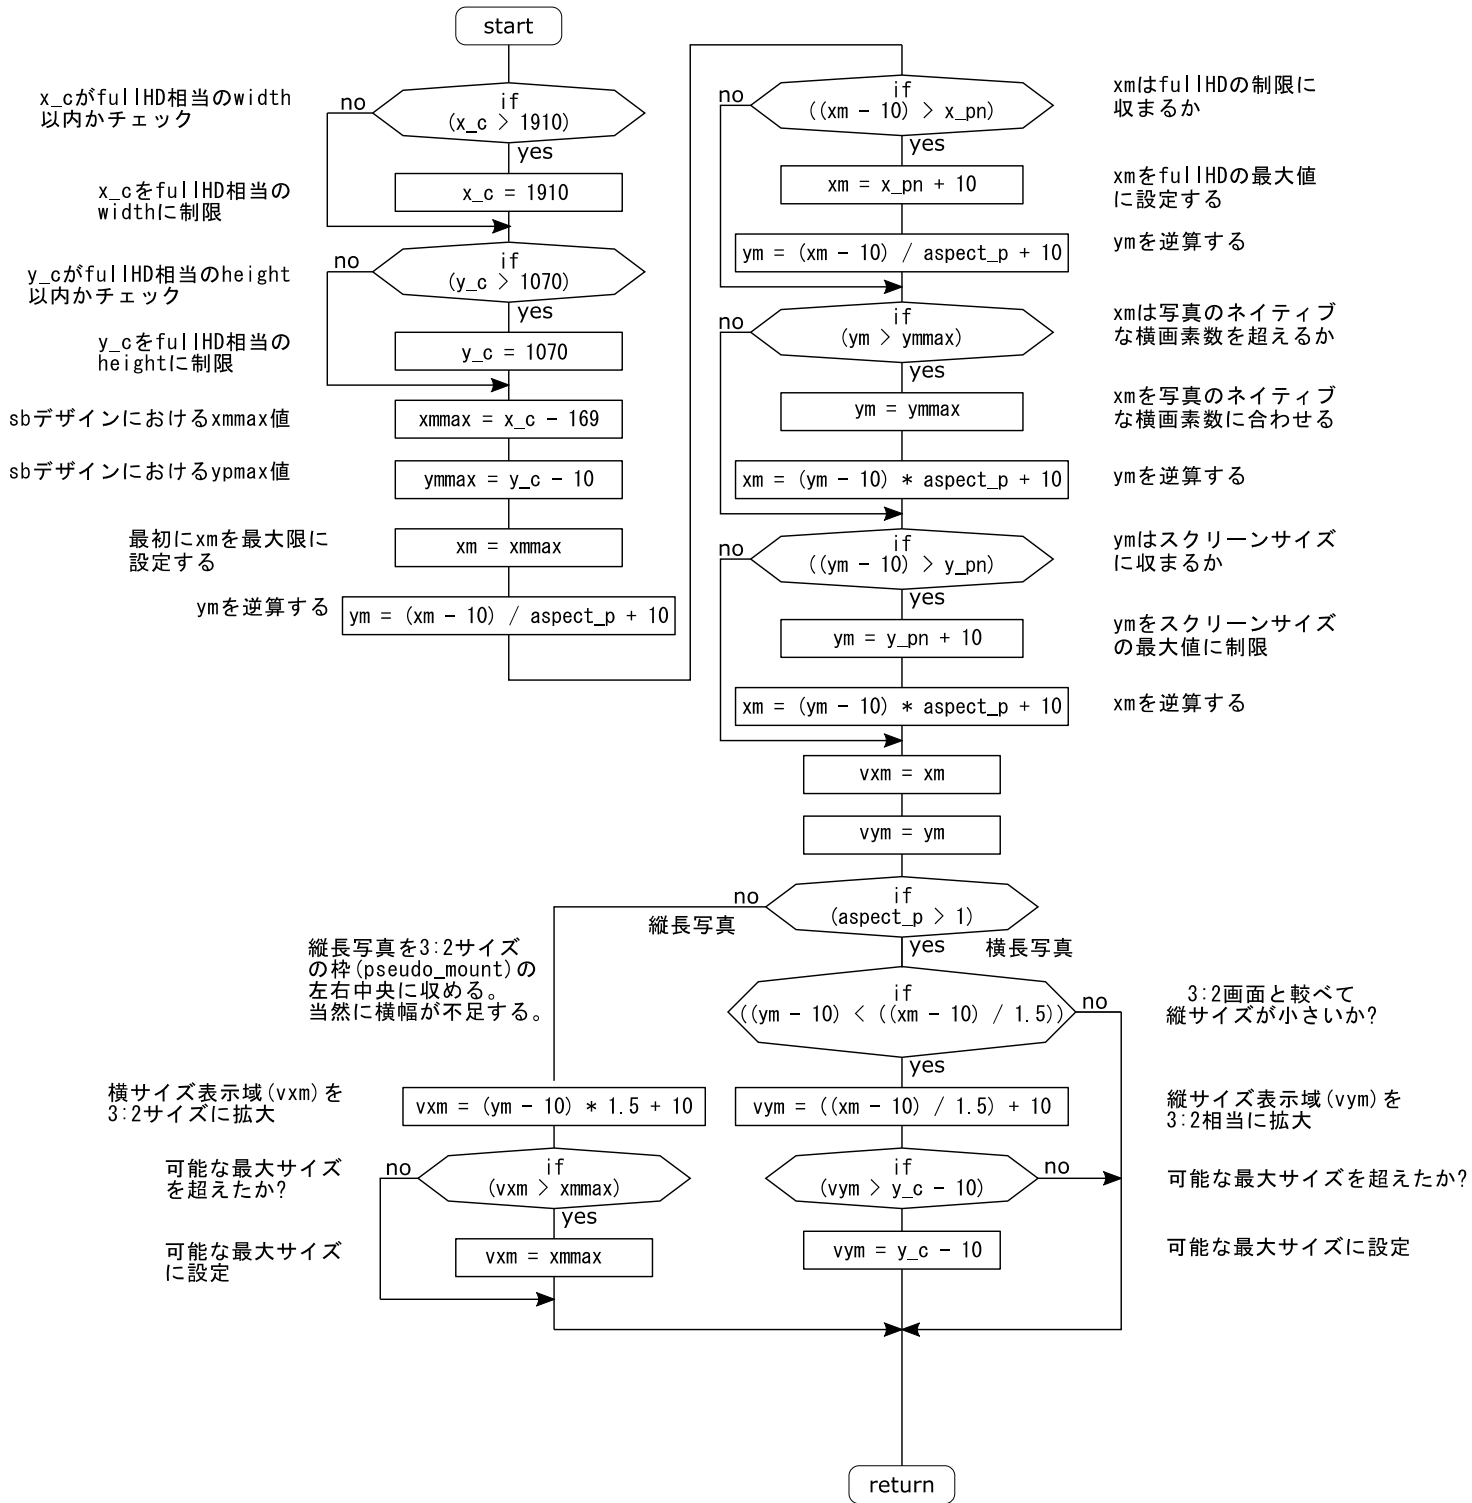 start
x_cがfullHD相当のwidth
以内かチェック
no
if
(x_c > 1910)
yes
x_cをfullHD相当の
widthに制限
x_c = 1910
y_cがfullHD相当のheight
以内かチェック
no
if
(y_c > 1070)
yes
y_cをfullHD相当の
heightに制限
y_c = 1070
sbデザインにおけるxmmax値
xmmax = x_c − 169
sbデザインにおけるypmax値
ymmax = y_c − 10
最初にxmを最大限に
設定する
xm = xmmax
ymを逆算する
ym = (xm − 10) / aspect_p + 10
no
if
((xm − 10) > x_pn)
yes
xmはfullHDの制限に
収まるか
xm = x_pn + 10
xmをfullHDの最大値
に設定する
ym = (xm − 10) / aspect_p + 10
ymを逆算する
no
if
(ym > ymmax)
yes
xmは写真のネイティブ
な横画素数を超えるか
ym = ymmax
xmを写真のネイティブ
な横画素数に合わせる
xm = (ym − 10) * aspect_p + 10
ymを逆算する
no
if
((ym − 10) > y_pn)
yes
ymはスクリーンサイズ
に収まるか
ym = y_pn + 10
ymをスクリーンサイズ
の最大値に制限
xm = (ym − 10) * aspect_p + 10
xmを逆算する
vxm = xm
vym = ym
no
if
(aspect_p > 1)
縦長写真
yes
横長写真
縦長写真を3:2サイズ
の枠(pseudo_mount)の
左右中央に収める。
当然に横幅が不足する。
if
((ym − 10) < ((xm − 10) / 1.5))
no
yes
3:2画面と較べて
縦サイズが小さいか?
横サイズ表示域(vxm)を
3:2サイズに拡大
vxm = (ym − 10) * 1.5 + 10
vym = ((xm − 10) / 1.5) + 10
縦サイズ表示域(vym)を
3:2相当に拡大
可能な最大サイズ
を超えたか?
no
if
(vxm > xmmax)
yes
if
(vym > y_c − 10)
no
可能な最大サイズを超えたか?
可能な最大サイズ
に設定
vxm = xmmax
vym = y_c − 10
可能な最大サイズに設定
return